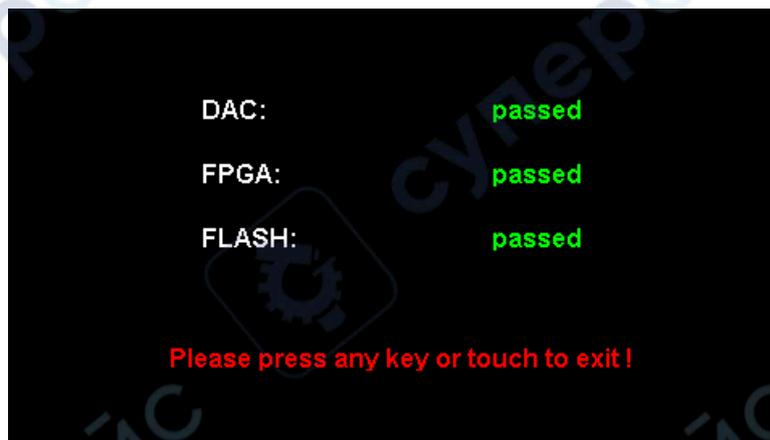 DAC: passed
FPGA: passed
FLASH: passed
Please press any key or touch to exit !